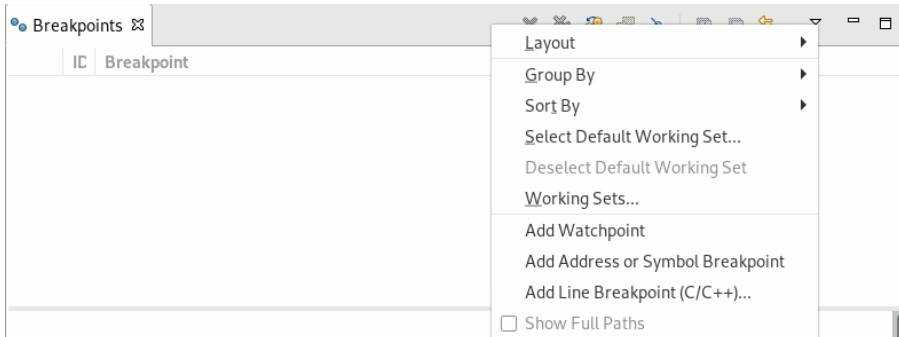 Breakpoints
ID Breakpoint
Layout
Group By
Sort By
Select Default Working Set...
Deselect Default Working Set
Working Sets...
Add Watchpoint
Add Address or Symbol Breakpoint
Add Line Breakpoint (C/C++)...
Show Full Paths